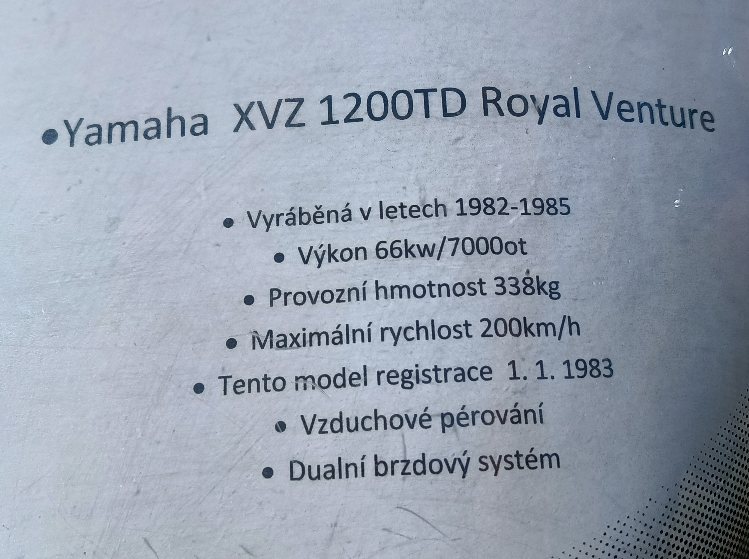 •Yamaha XVZ 1200TD Royal Venture
• Vyráběná v letech 1982-1985
• Výkon 66kw/7000ot
• Provozní hmotnost 338kg
• Maximální rychlost 200km/h
• Tento model registrace 1. 1. 1983
• Vzduchové pérování
• Dualní brzdový systém